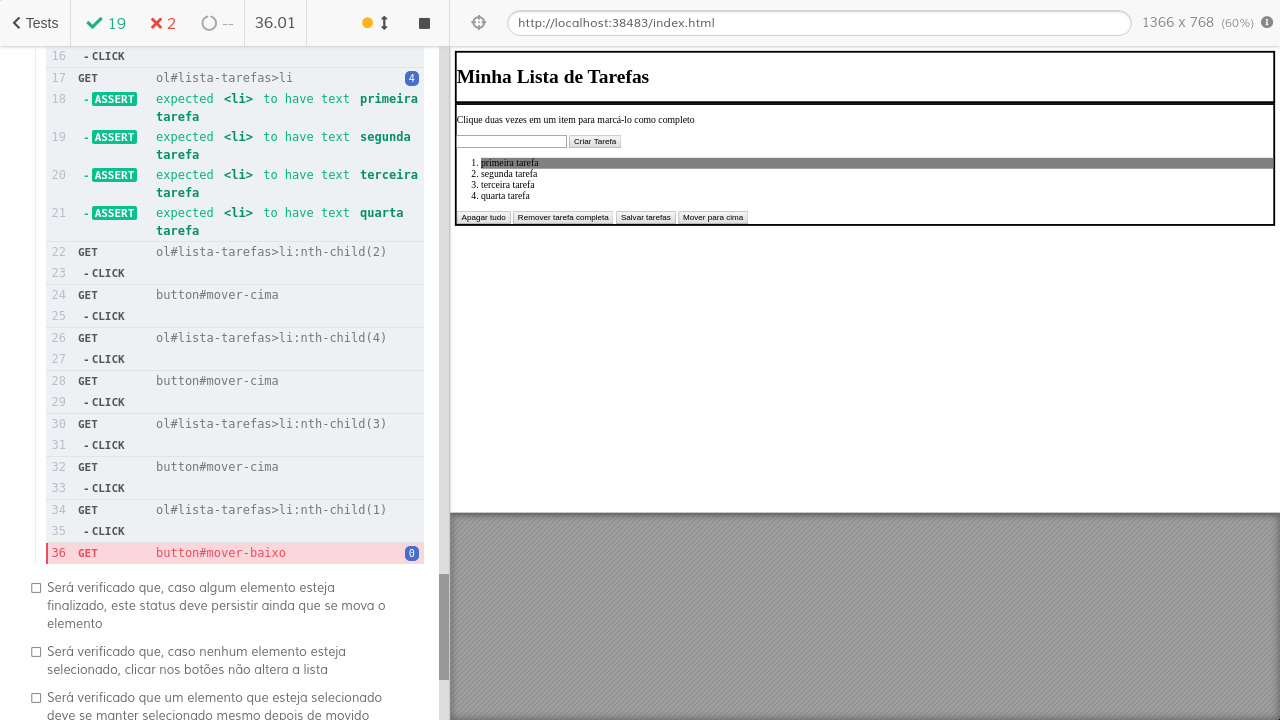 Tests 19 2 -- 36.01 http://localhost:38483/index.html 1366 x 768 (60%)
16 - CLICK
17 GET ol#lista-tarefas>li 4
18 - ASSERT expected <li> to have text primeira
tarefa
19 - ASSERT expected <li> to have text segunda
tarefa
20 - ASSERT expected <li> to have text terceira
tarefa
21 - ASSERT expected <li> to have text quarta
tarefa
22 GET ol#lista-tarefas>li:nth-child(2)
23 - CLICK
24 GET button#mover-cima
25 - CLICK
26 GET ol#lista-tarefas>li:nth-child(4)
27 - CLICK
28 GET button#mover-cima
29 - CLICK
30 GET ol#lista-tarefas>li:nth-child(3)
31 - CLICK
32 GET button#mover-cima
33 - CLICK
34 GET ol#lista-tarefas>li:nth-child(1)
35 - CLICK
36 GET button#mover-baixo 0
Será verificado que, caso algum elemento esteja
finalizado, este status deve persistir ainda que se mova o
elemento
Será verificado que, caso nenhum elemento esteja
selecionado, clicar nos botões não altera a lista
Será verificado que um elemento que esteja selecionado
deve se manter selecionado mesmo depois de movido
Minha Lista de Tarefas
Clique duas vezes em um item para marcá-lo como completo
Criar Tarefa
1. primeira tarefa
2. segunda tarefa
3. terceira tarefa
4. quarta tarefa
Apagar tudo Remover tarefa completa Salvar tarefas Mover para cima